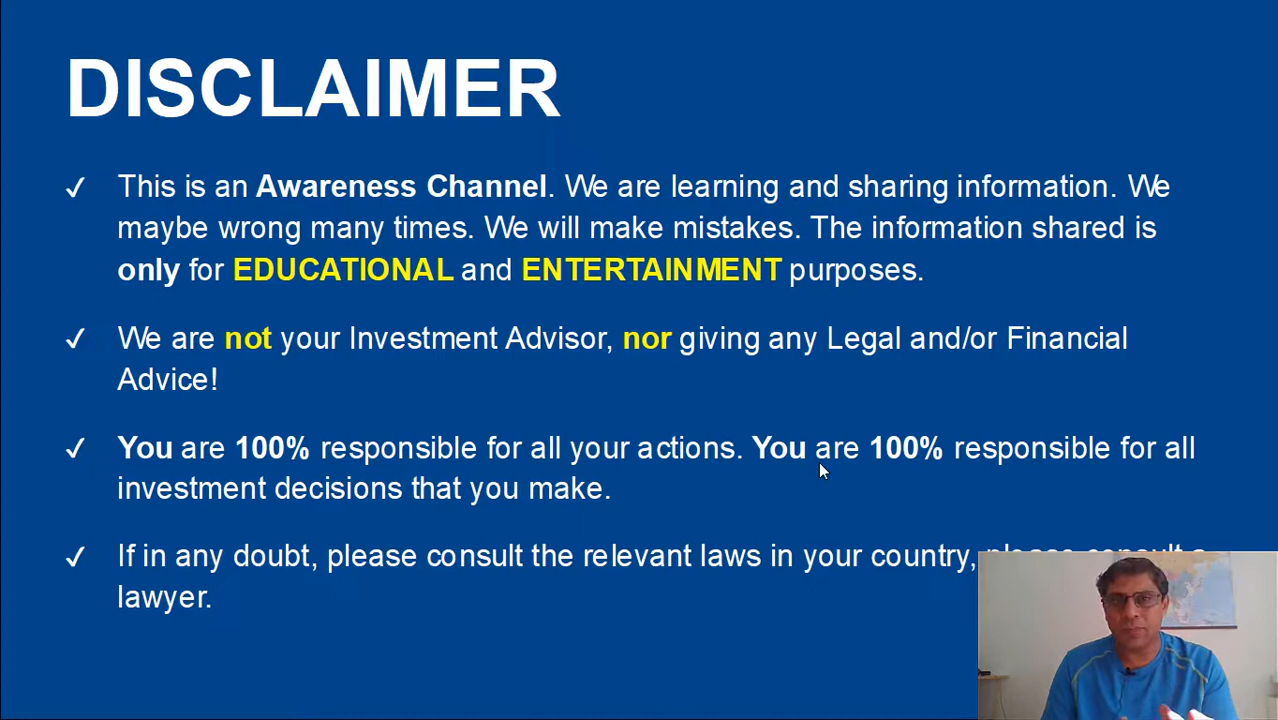 DISCLAIMER
✓ This is an Awareness Channel. We are learning and sharing information. We
maybe wrong many times. We will make mistakes. The information shared is
only for EDUCATIONAL and ENTERTAINMENT purposes.
✓ We are not your Investment Advisor, nor giving any Legal and/or Financial
Advice!
✓ You are 100% responsible for all your actions. You are 100% responsible for all
investment decisions that you make.
✓ If in any doubt, please consult the relevant laws in your country, please consult a
lawyer.